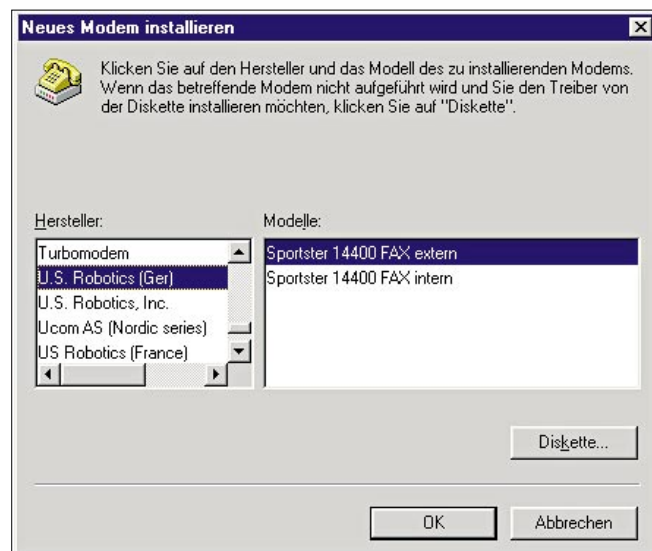 Neues Modem installieren
Klicken Sie auf den Hersteller und das Modell des zu installierenden Modems.
Wenn das betreffende Modem nicht aufgeführt wird und Sie den Treiber von
der Diskette installieren möchten, klicken Sie auf "Diskette".
Hersteller:
Turbomodem
U.S. Robotics (Ger)
U.S. Robotics, Inc.
Ucom AS (Nordic series)
US Robotics (France)
Modelle:
Sportster 14400 FAX extern
Sportster 14400 FAX intern
Diskette...
OK
Abbrechen